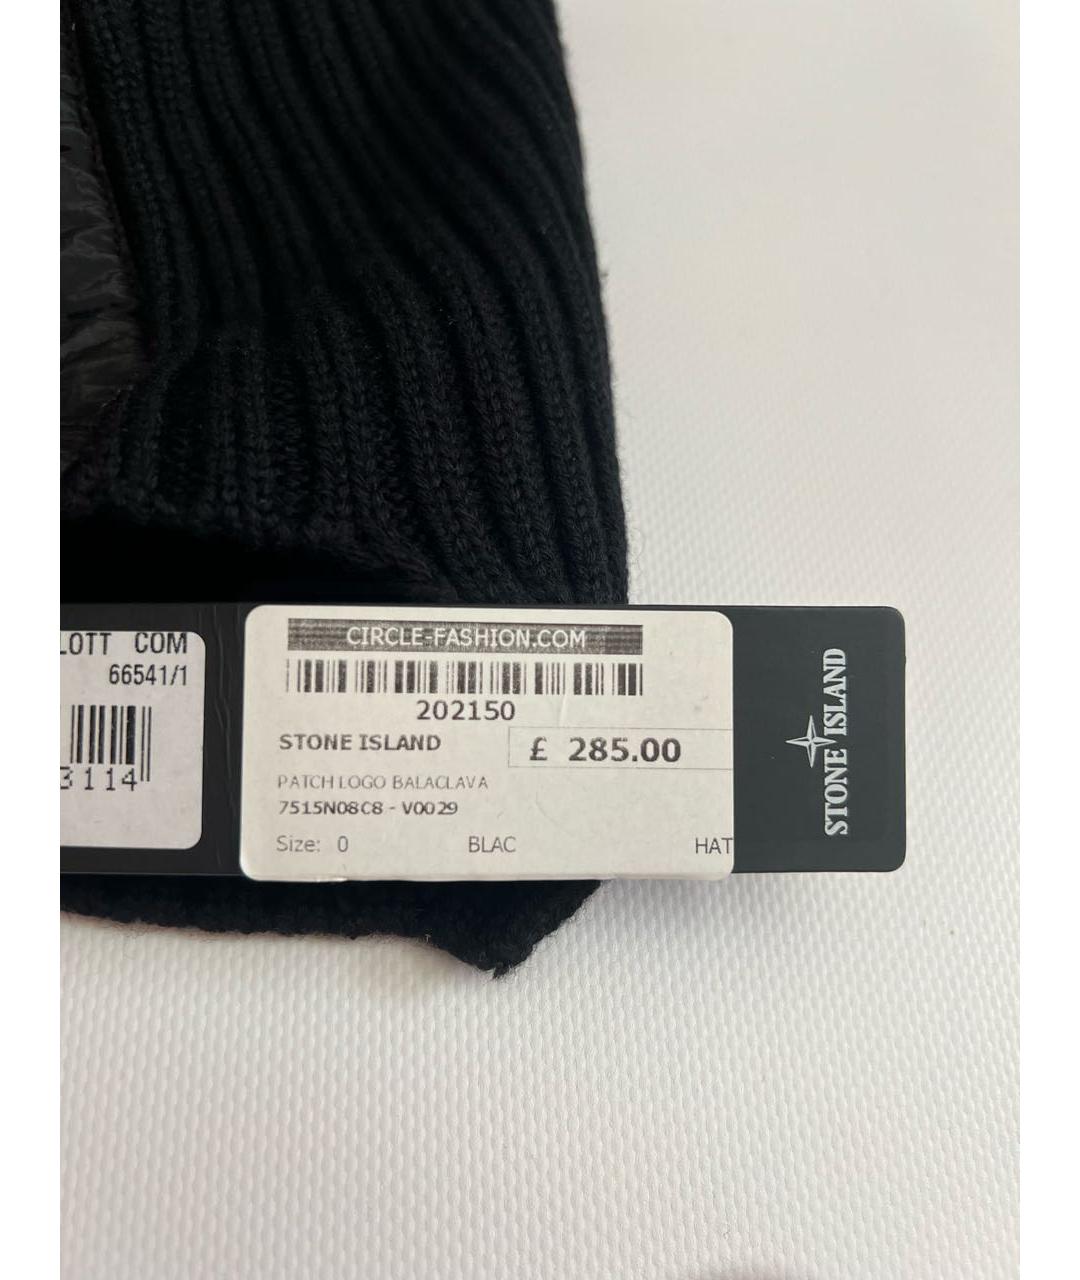 LOTT COM
66541/1
3114
CIRCLE-FASHION.COM
202150
STONE ISLAND
£ 285.00
PATCH LOGO BALACLAVA
7515N08C8 - V0029
Size: 0 BLAC HAT
STONE ISLAND